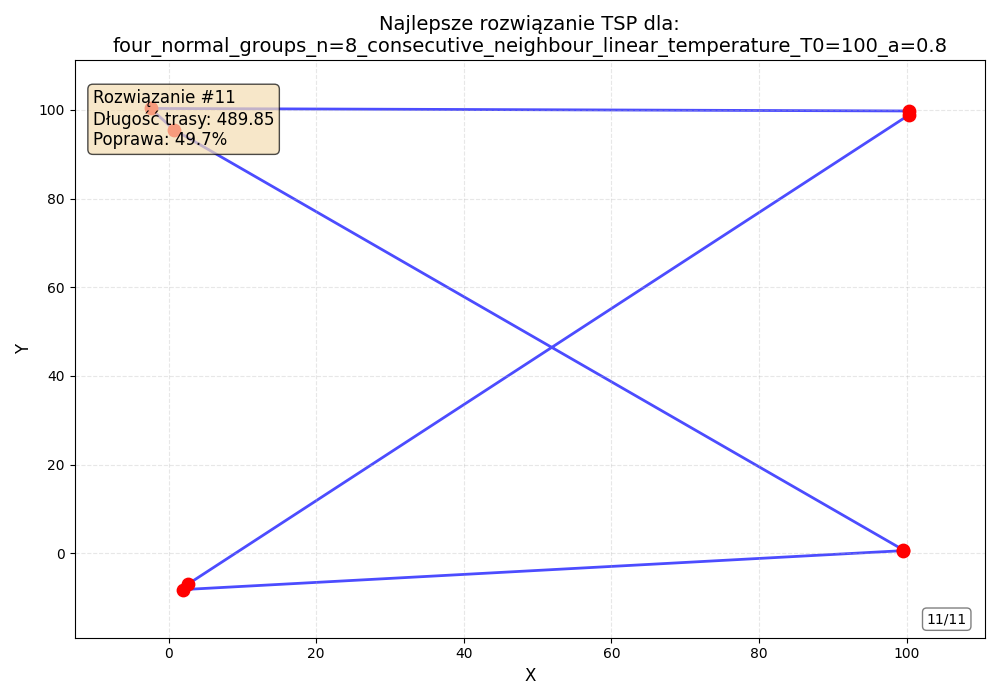 Najlepsze rozwiązanie TSP dla:
four_normal_groups_n=8_consecutive_neighbour_linear_temperature_T0=100_a=0.8
Rozwiązanie #11
Długość trasy: 489.85
Poprawa: 49.7%
100
80
60
40
20
0
Y
11/11
0
20
40
60
80
100
X